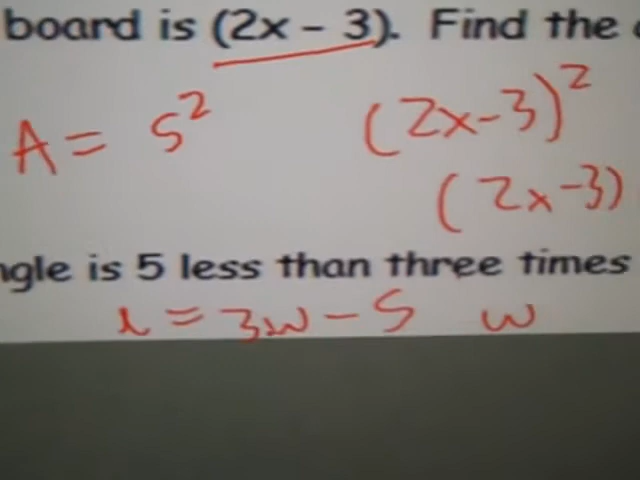 board is (2x - 3). Find the
A = s² (2x-3)²
(2x-3)
ngle is 5 less than three times
l = 3w - 5 w